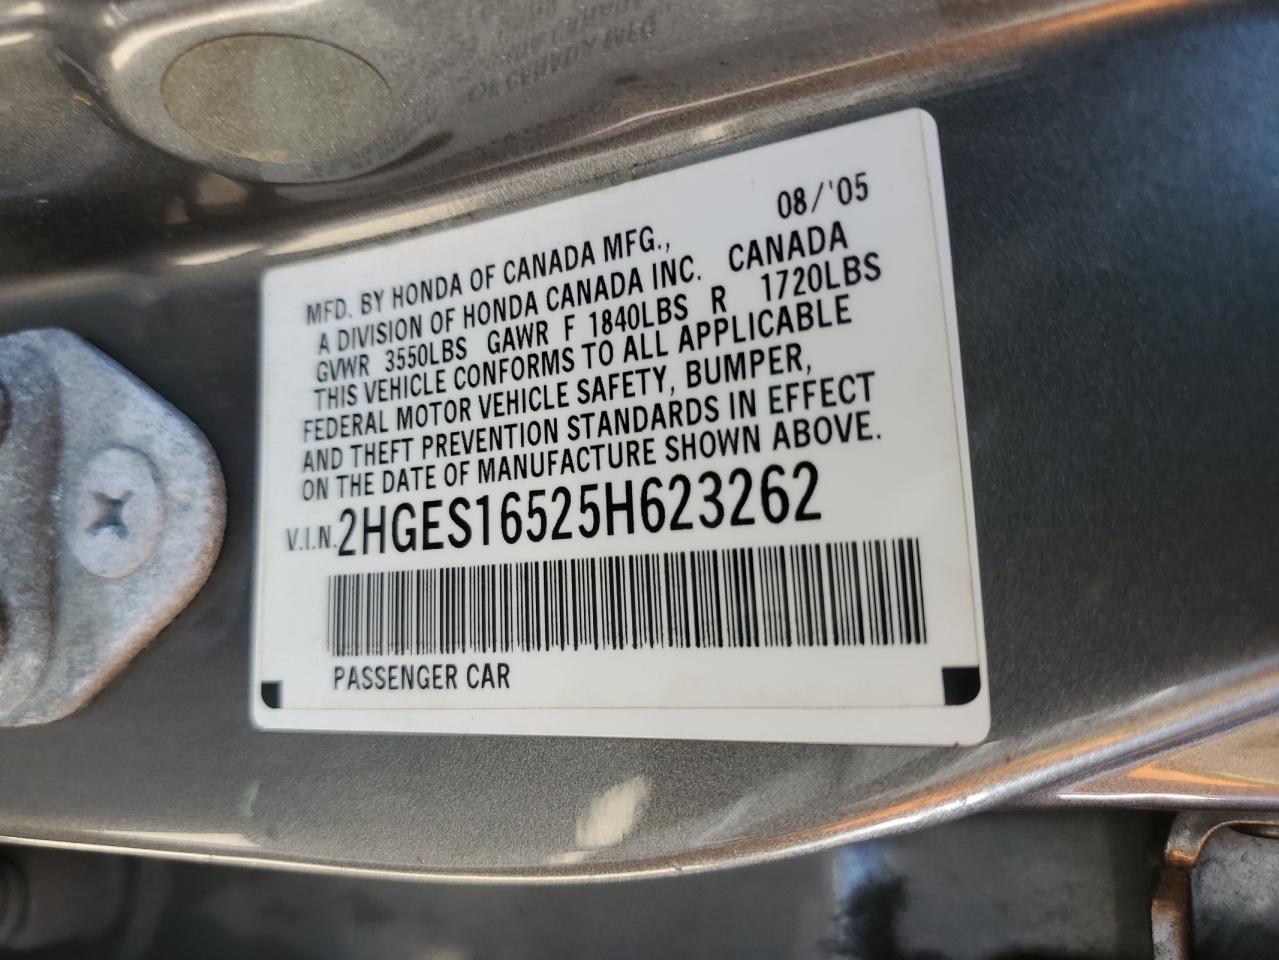 08/'05
MFD. BY HONDA OF CANADA MFG.,
A DIVISION OF HONDA CANADA INC. CANADA
GVWR 3550LBS GAWR F 1840LBS R 1720LBS
THIS VEHICLE CONFORMS TO ALL APPLICABLE
FEDERAL MOTOR VEHICLE SAFETY, BUMPER,
AND THEFT PREVENTION STANDARDS IN EFFECT
ON THE DATE OF MANUFACTURE SHOWN ABOVE.
V.I.N. 2HGES16525H623262
PASSENGER CAR